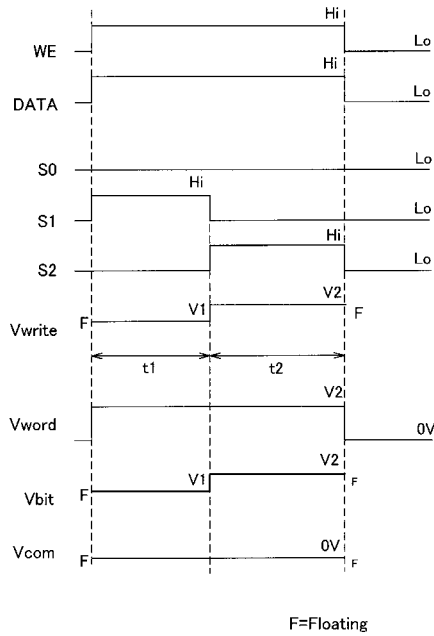 Hi
WE Lo
Hi
DATA Lo
S0 Lo
Hi
S1 Lo
Hi
S2 Lo
V1 V2
Vwrite F F
t1 t2
V2
Vword 0V
V1 V2
Vbit F F
0V
Vcom F F
F=Floating